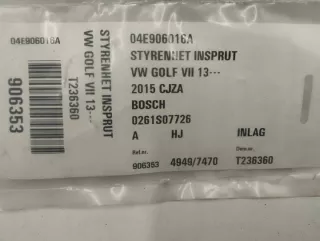 04E906016A
906353
STYRENHET INSPRUT
VW GOLF VII 13---
T236360
04E906016A
STYRENHET INSPRUT
VW GOLF VII 13---
2015 CJZA
BOSCH
0261S07726
A HJ INLAG
Ref.nr.
906353 4949/7470 T236360